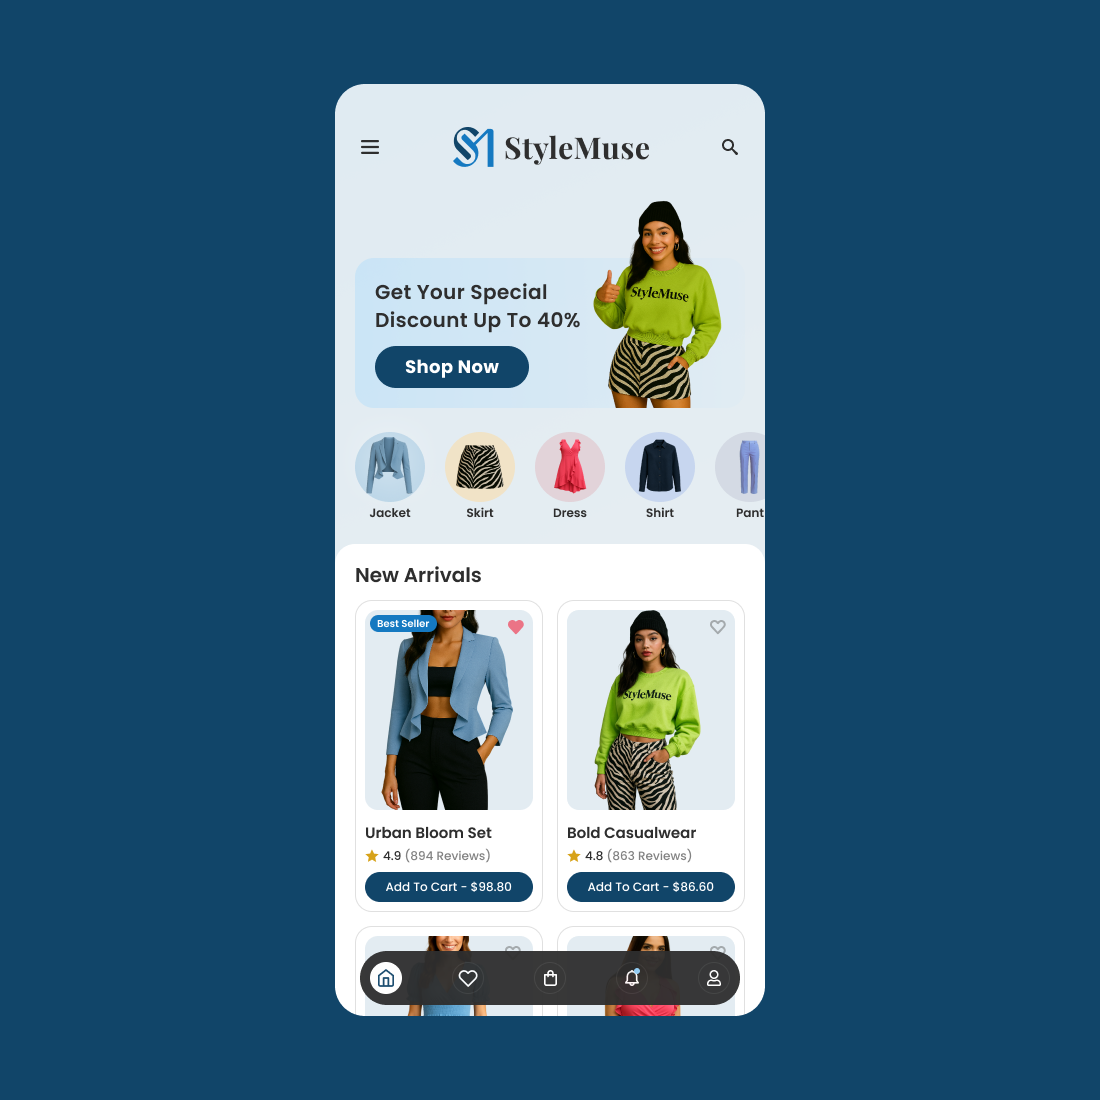 SM StyleMuse
Get Your Special
Discount Up To 40%
StyleMuse
Shop Now
Jacket
Skirt
Dress
Shirt
Pant
New Arrivals
Best Seller
StyleMuse
Urban Bloom Set
Bold Casualwear
4.9 (894 Reviews)
4.8 (863 Reviews)
Add To Cart - $98.80
Add To Cart - $86.60